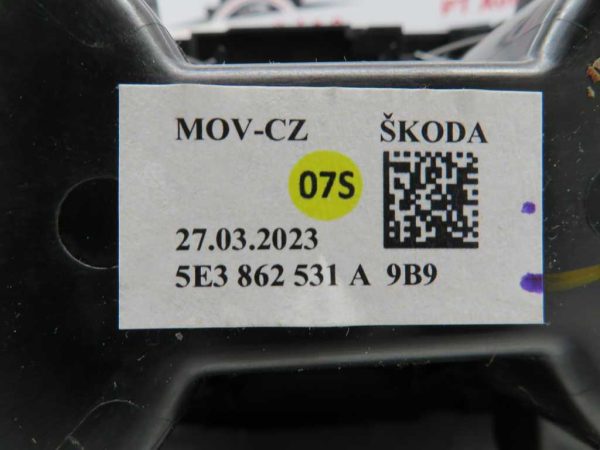 MOV-CZ ŠKODA
07S
27.03.2023
5E3 862 531 A 9B9